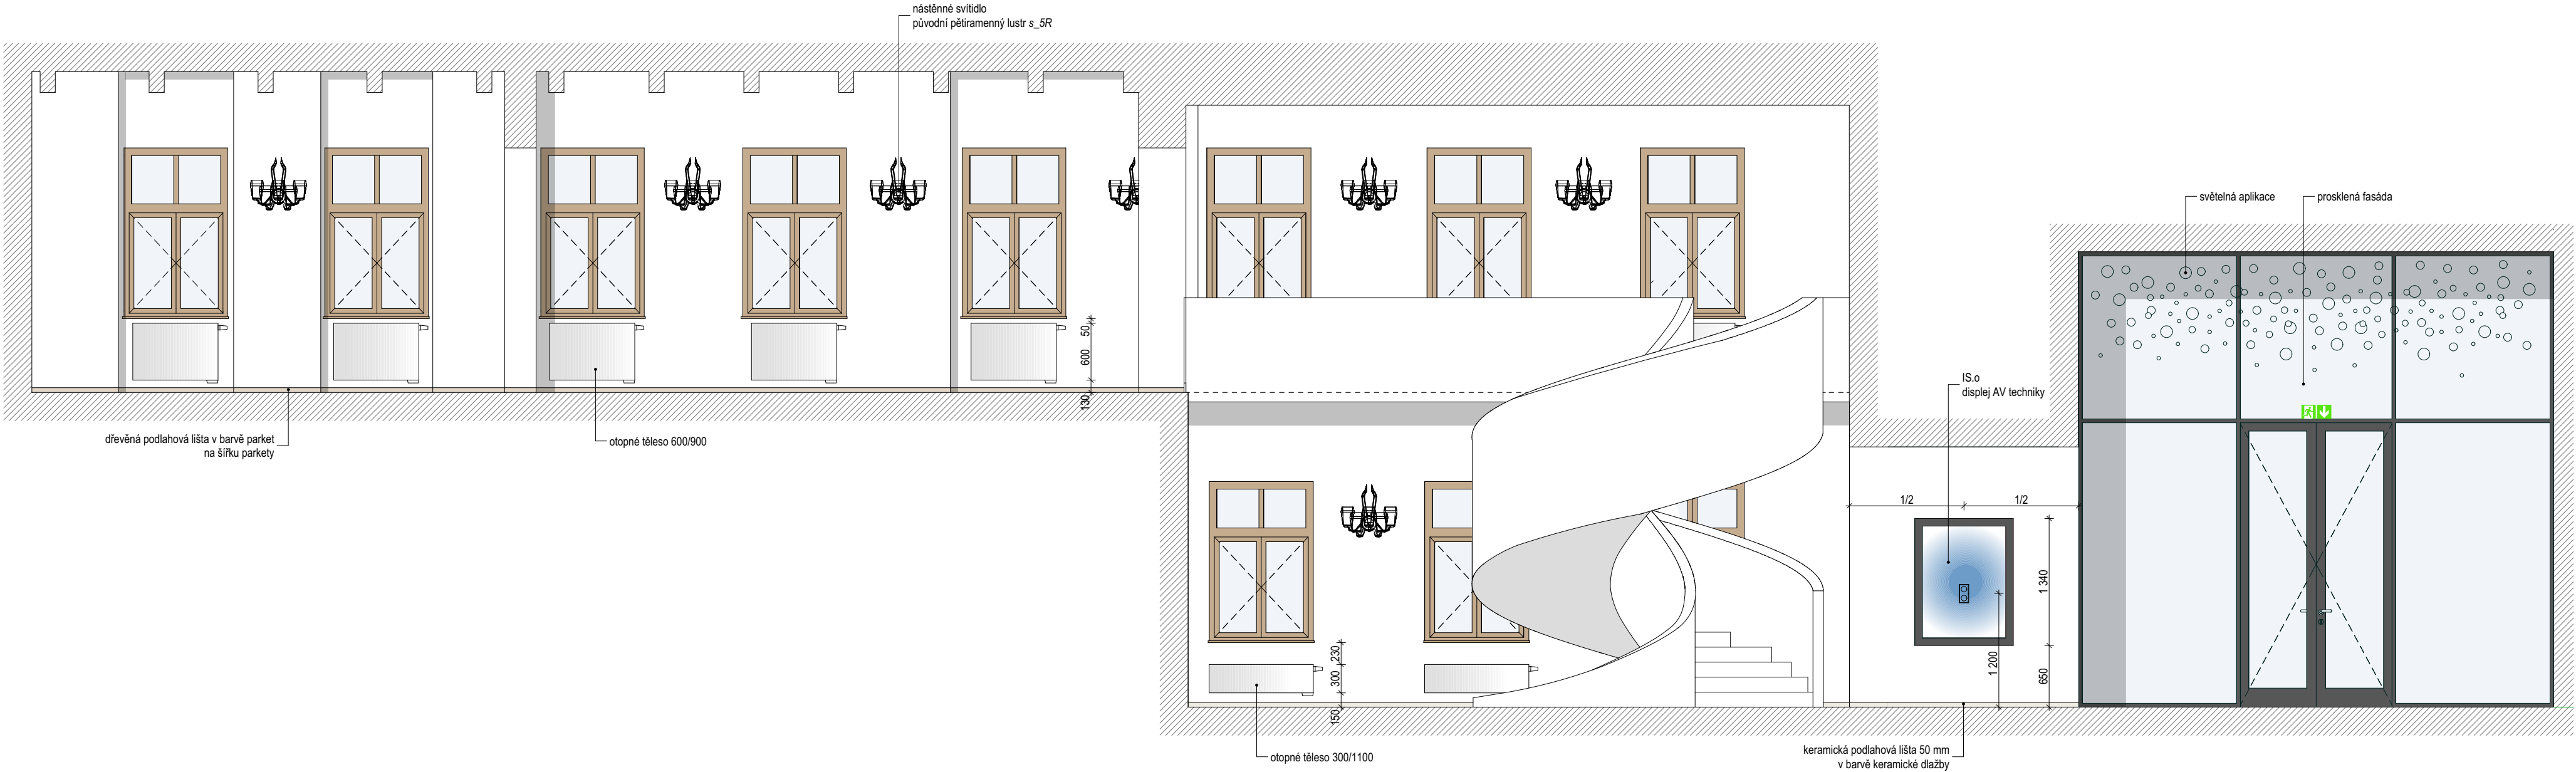 nástěnné svítidlo
původní pětiramenný lustr s_5R
světelná aplikace
prosklená fasáda
50
600
130
IS.o
displej AV techniky
dřevěná podlahová lišta v barvě parket
na šířku parkety
otopné těleso 600/900
1/2
1/2
1 340
1 200
650
230
300
150
otopné těleso 300/1100
keramická podlahová lišta 50 mm
v barvě keramické dlažby